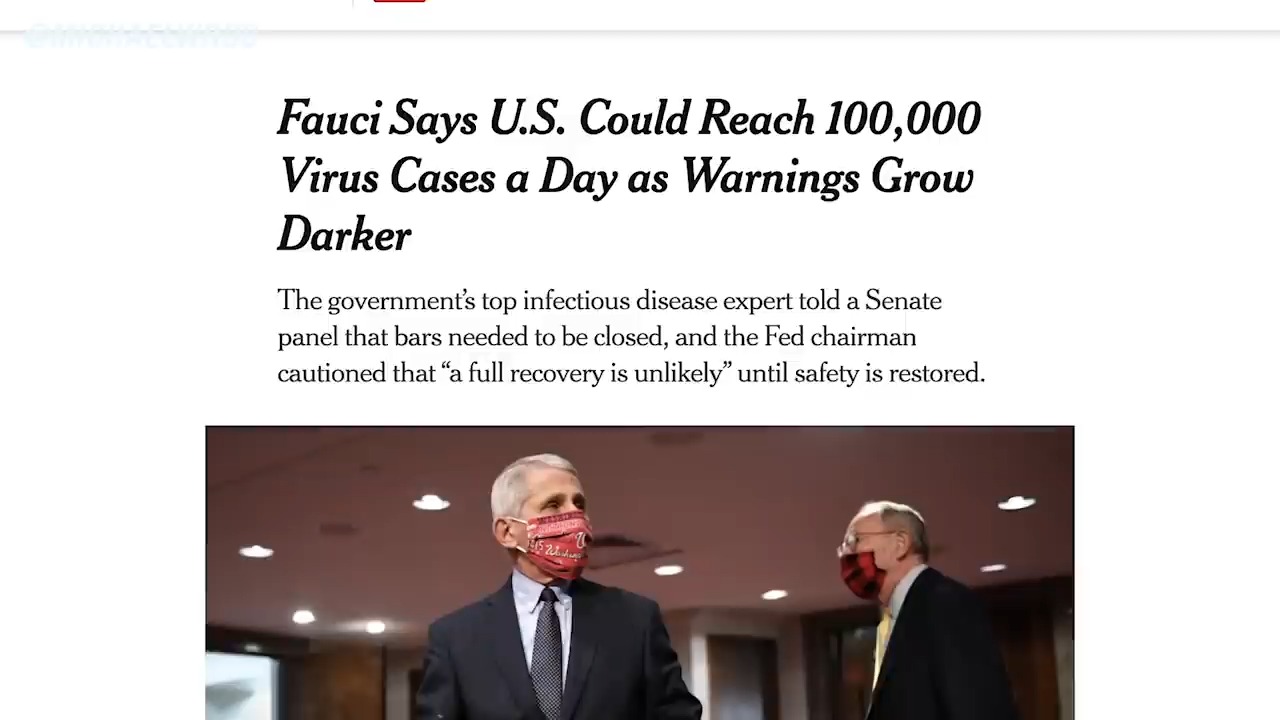 Fauci Says U.S. Could Reach 100,000
Virus Cases a Day as Warnings Grow
Darker
The government’s top infectious disease expert told a Senate
panel that bars needed to be closed, and the Fed chairman
cautioned that “a full recovery is unlikely” until safety is restored.